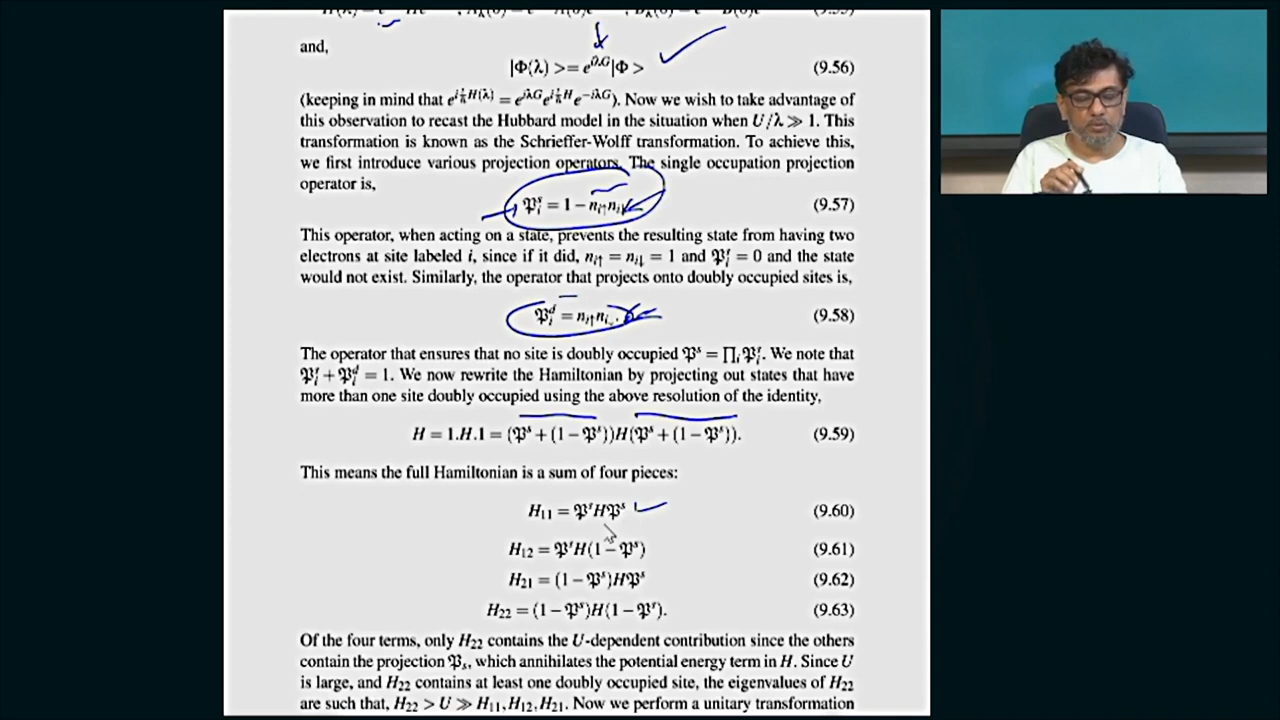 and,
|Φ(λ) >= e^{iλG}|Φ > (9.56)
(keeping in mind that e^{i\frac{t}{ħ}H(λ)} = e^{iλG}e^{i\frac{t}{ħ}H}e^{-iλG}). Now we wish to take advantage of
this observation to recast the Hubbard model in the situation when U/λ ≫ 1. This
transformation is known as the Schrieffer-Wolff transformation. To achieve this,
we first introduce various projection operators. The single occupation projection
operator is,
𝔓_i^s = 1 − n_{i↑}n_{i↓} (9.57)
This operator, when acting on a state, prevents the resulting state from having two
electrons at site labeled i, since if it did, n_{i↑} = n_{i↓} = 1 and 𝔓_i^s = 0 and the state
would not exist. Similarly, the operator that projects onto doubly occupied sites is,
𝔓_i^d = n_{i↑}n_{i↓}. (9.58)
The operator that ensures that no site is doubly occupied 𝔓^s = ∏_i 𝔓_i^s. We note that
𝔓_i^s + 𝔓_i^d = 1. We now rewrite the Hamiltonian by projecting out states that have
more than one site doubly occupied using the above resolution of the identity,
H = 1.H.1 = (𝔓^s + (1 − 𝔓^s))H(𝔓^s + (1 − 𝔓^s)). (9.59)
This means the full Hamiltonian is a sum of four pieces:
H_{11} = 𝔓^sH𝔓^s (9.60)
H_{12} = 𝔓^sH(1 − 𝔓^s) (9.61)
H_{21} = (1 − 𝔓^s)H𝔓^s (9.62)
H_{22} = (1 − 𝔓^s)H(1 − 𝔓^s). (9.63)
Of the four terms, only H_{22} contains the U-dependent contribution since the others
contain the projection 𝔓_s, which annihilates the potential energy term in H. Since U
is large, and H_{22} contains at least one doubly occupied site, the eigenvalues of H_{22}
are such that, H_{22} > U ≫ H_{11}, H_{12}, H_{21}. Now we perform a unitary transformation